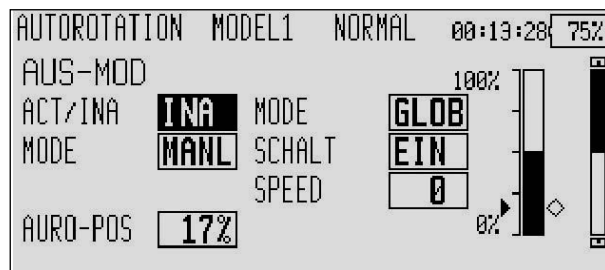 AUTOROTATION MODEL1 NORMAL 00:13:28 75%
AUS-MOD 100%
ACT/INA INA MODE GLOB
MODE MANL SCHALT EIN
SPEED 0
AURO-POS 17% 0%